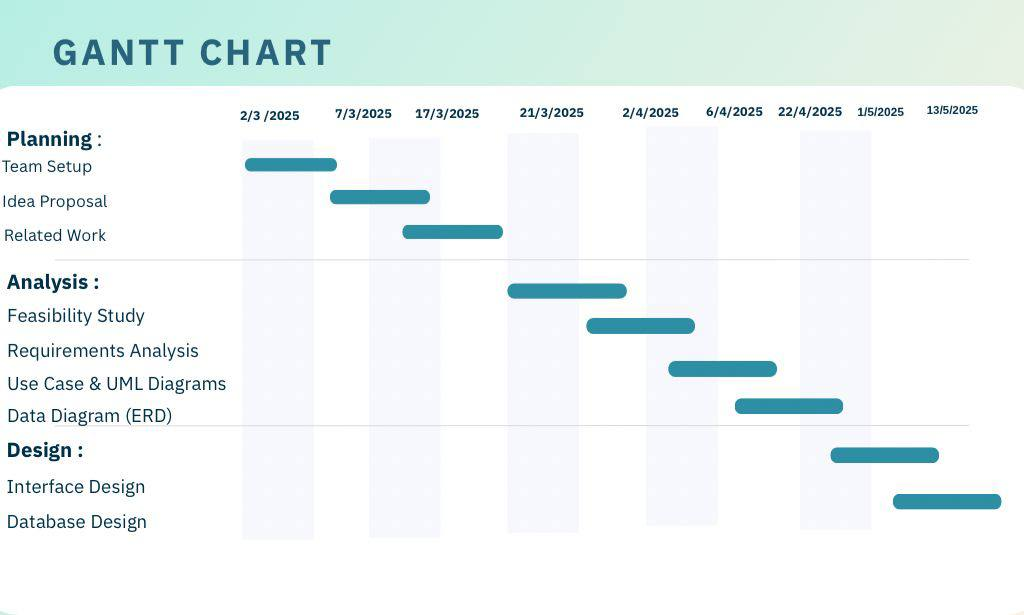 GANTT CHART
2/3 /2025 7/3/2025 17/3/2025 21/3/2025 2/4/2025 6/4/2025 22/4/2025 1/5/2025 13/5/2025
Planning :
Team Setup
Idea Proposal
Related Work
Analysis :
Feasibility Study
Requirements Analysis
Use Case & UML Diagrams
Data Diagram (ERD)
Design :
Interface Design
Database Design